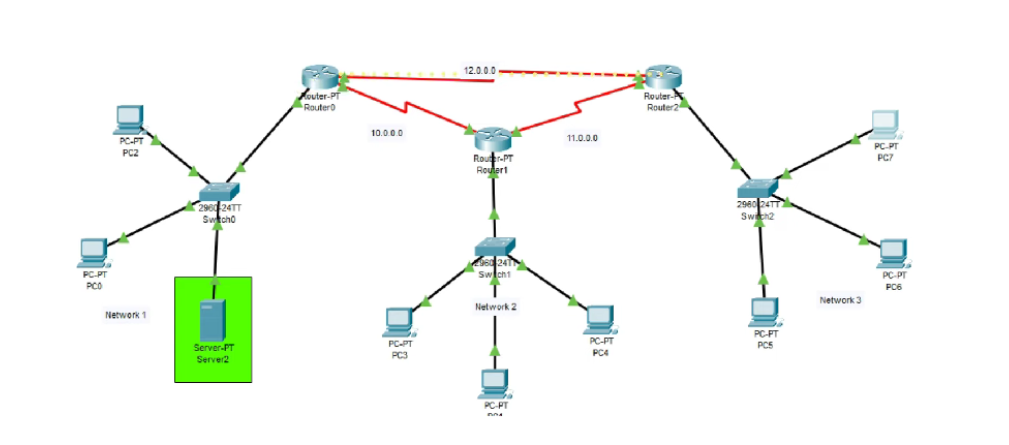 12.0.0.0
Router-PT
Router0
Router-PT
Router2
10.0.0.0
11.0.0.0
PC-PT
PC2
Router-PT
Router1
PC-PT
PC7
2960-24TT
Switch0
2960-24TT
Switch2
PC-PT
PC0
2960-24TT
Switch1
PC-PT
PC6
Network 1
Network 2
Network 3
Server-PT
Server2
PC-PT
PC3
PC-PT
PC4
PC-PT
PC5
PC-PT